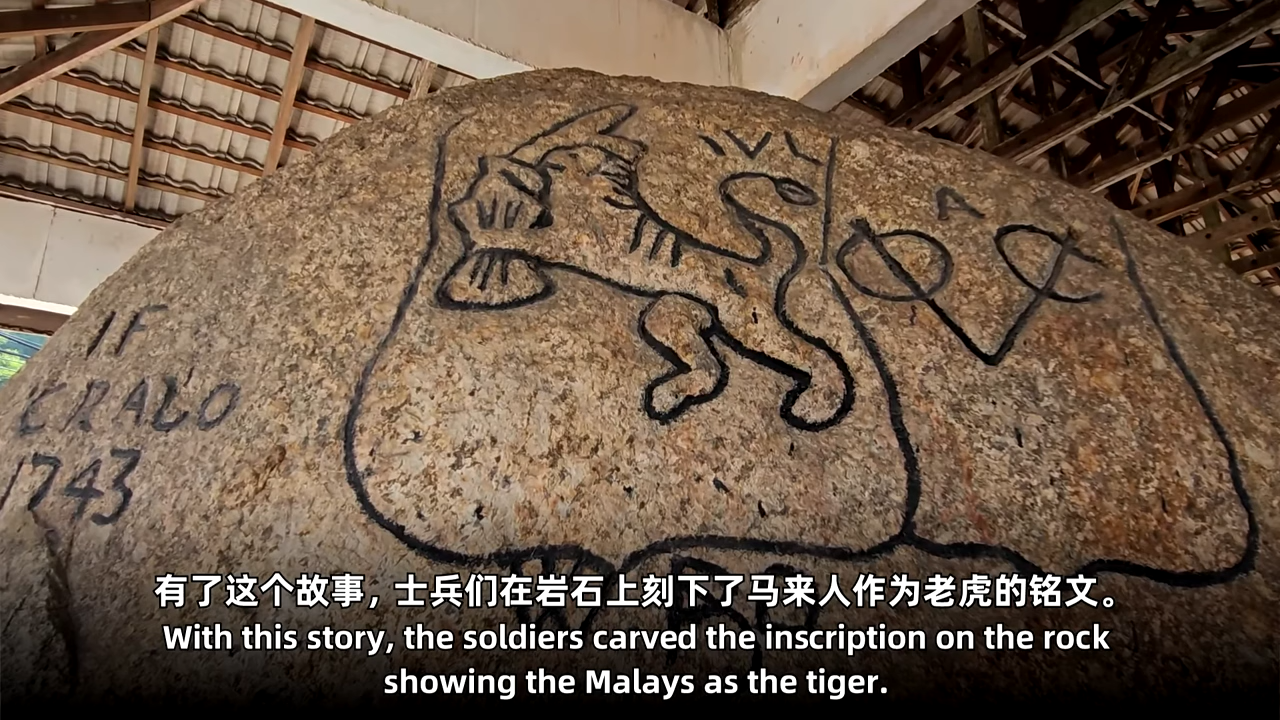 IF
CRALO
1743
有了这个故事，士兵们在岩石上刻下了马来人作为老虎的铭文。
With this story, the soldiers carved the inscription on the rock
showing the Malays as the tiger.